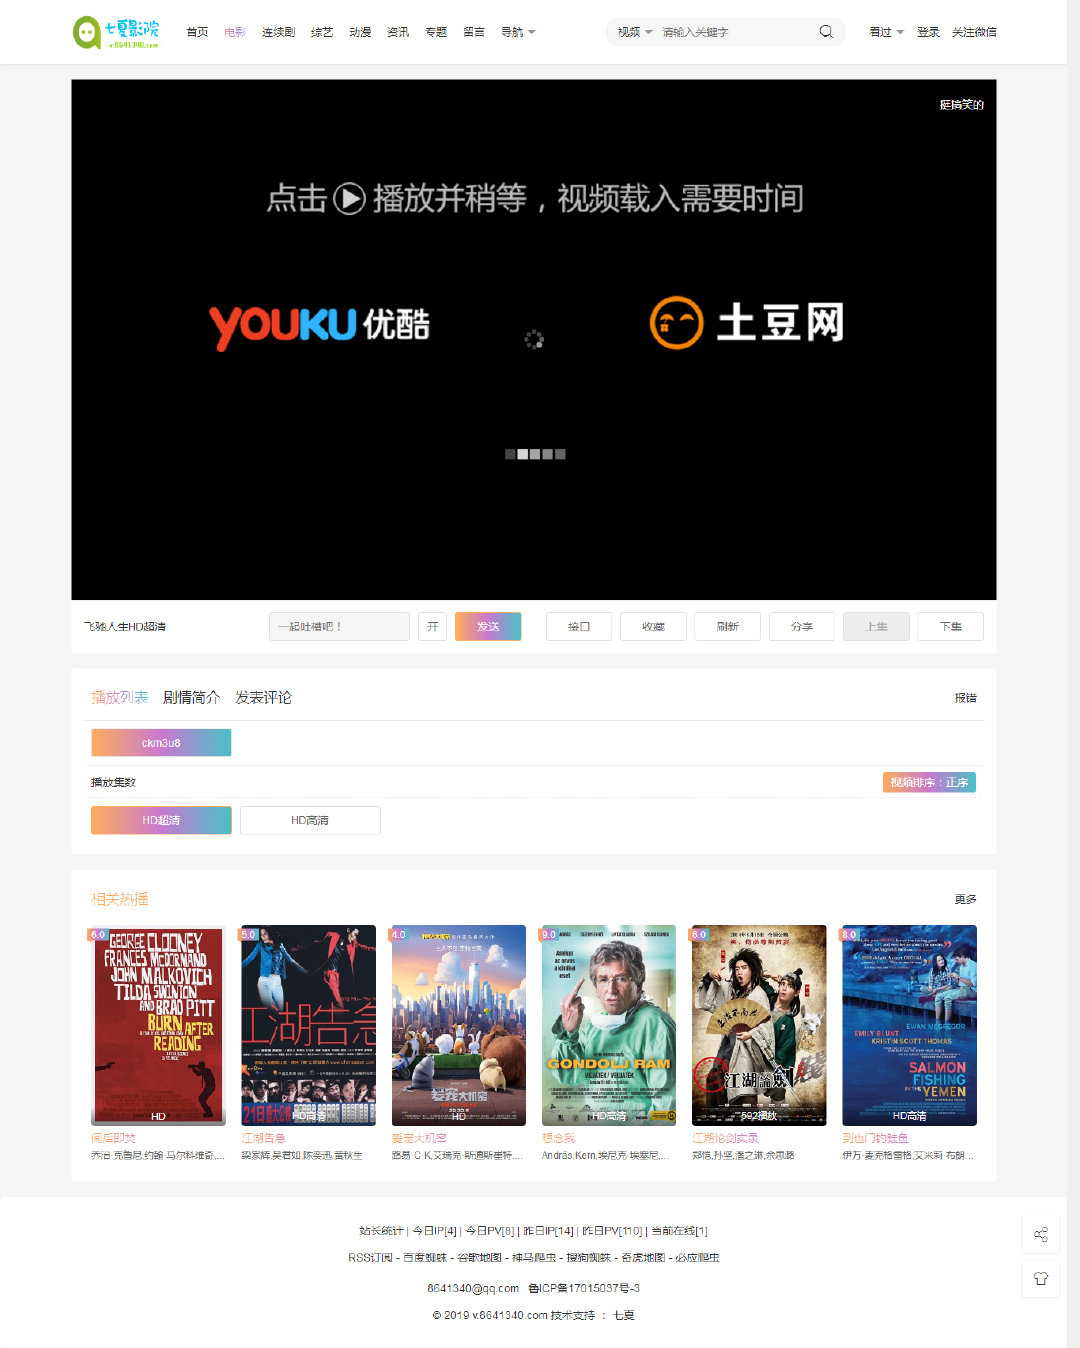 七夏影院
v.8641340.com
首页 电影 连续剧 综艺 动漫 资讯 专题 留言 导航
视频 请输入关键字
看过 登录 关注微信
挺搞笑的
点击 播放并稍等，视频载入需要时间
YOUKU 优酷
土豆网
飞驰人生HD超清
一起吐槽吧！
开
发送
接口
收藏
刷新
分享
上集
下集
播放列表 剧情简介 发表评论
报错
ckm3u8
播放集数
视频排序：正序
HD超清
HD高清
相关热播
更多
6.0
GEORGE CLOONEY
FRANCES MCDORMAND
JOHN MALKOVICH
TILDA SWINTON
AND BRAD PITT
BURN AFTER
READING
HD
阅后即焚
乔治·克鲁尼,约翰·马尔科维奇,...
5.0
江湖告急
HD高清
江湖告急
梁家辉,吴君如,陈奕迅,黄秋生
4.0
爱宠大机密
HD
爱宠大机密
路易·C·K,艾瑞克·斯通斯崔特,...
9.0
GONDOLJ RÁM
HD高清
想念我
András,Kern,埃尼克·埃塞尼,...
6.0
江湖论剑实录
592播放
江湖论剑实录
郑恺,孙坚,潘之琳,余思潞
8.0
EWAN MCGREGOR
EMILY BLUNT
KRISTIN SCOTT THOMAS
SALMON
FISHING
IN THE
YEMEN
HD高清
到也门钓鲑鱼
伊万·麦克格雷格,艾米莉·布朗...
站长统计 | 今日IP[4] | 今日PV[8] | 昨日IP[14] | 昨日PV[110] | 当前在线[1]
RSS订阅 - 百度蜘蛛 - 谷歌地图 - 神马爬虫 - 搜狗蜘蛛 - 奇虎地图 - 必应爬虫
8641340@qq.com 鲁ICP备17015037号-3
© 2019 v.8641340.com 技术支持 ： 七夏